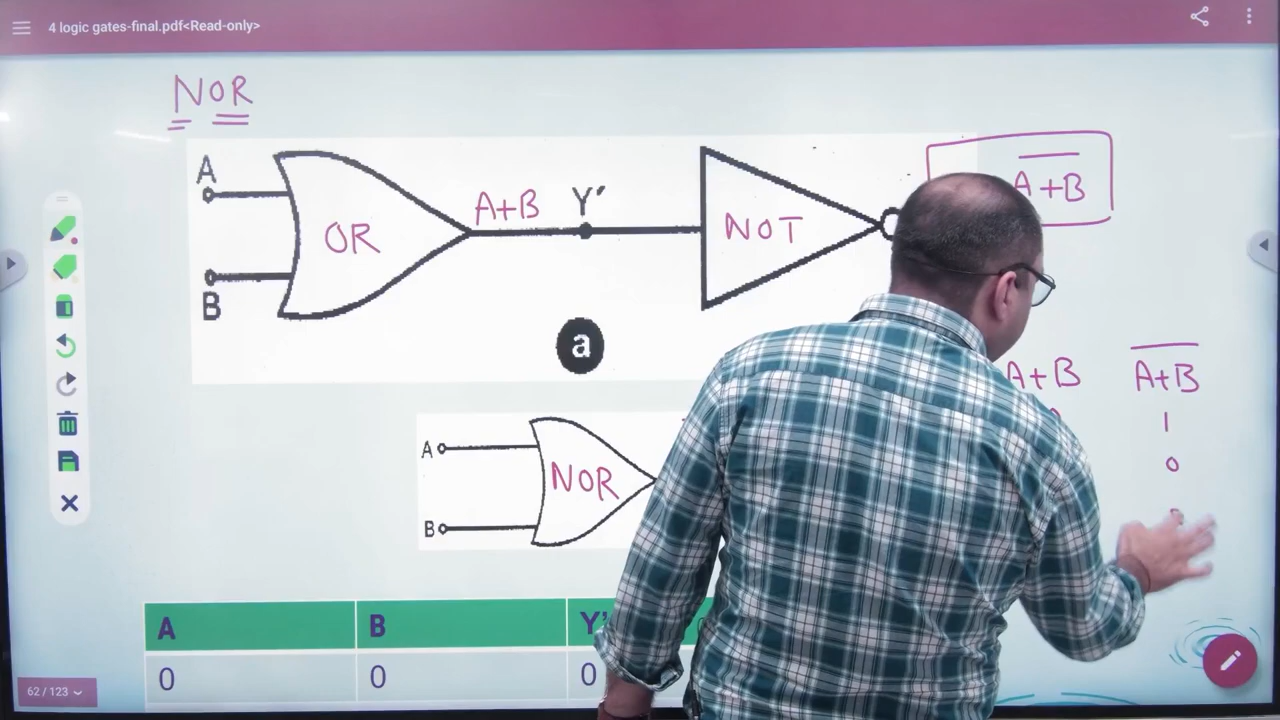 4 logic gates-final.pdf<Read-only>
NOR
A
A+B
Y'
A+B
OR
NOT
B
a
A+B
A+B
1
A
NOR
0
B
A
B
Y'
0
0
0
62 / 123